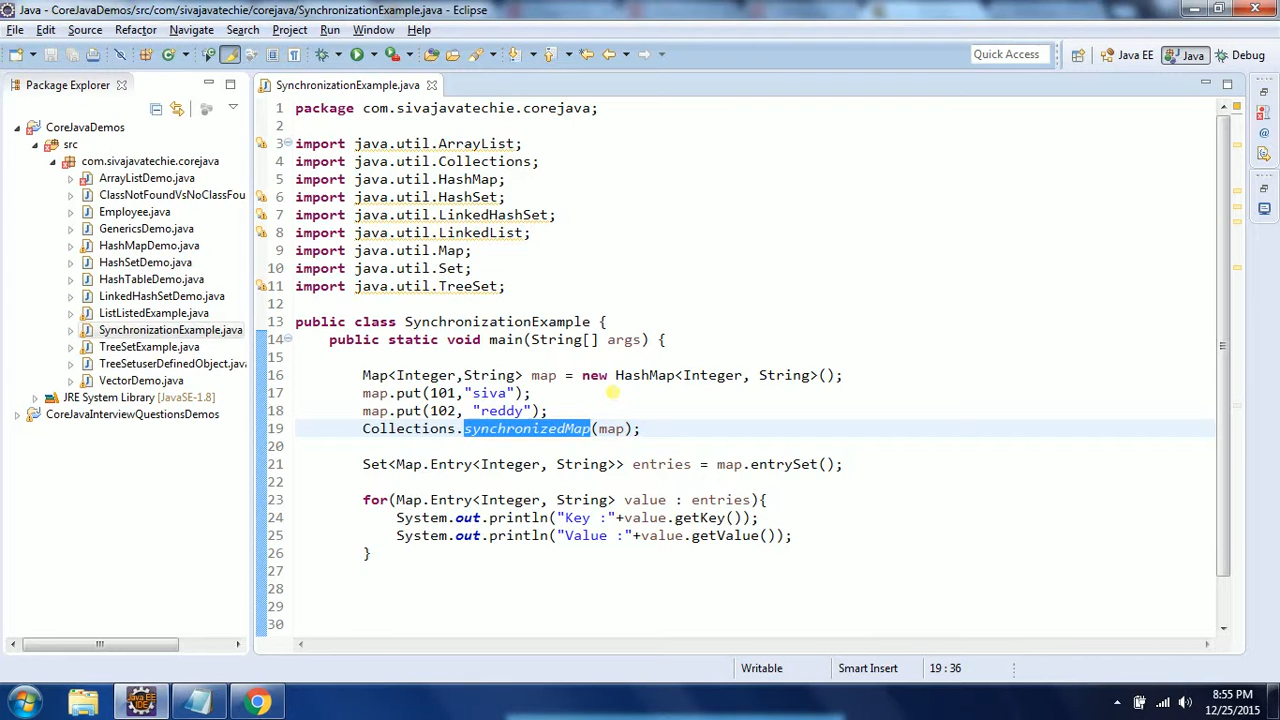 Java - CoreJavaDemos/src/com/sivajavatechie/corejava/SynchronizationExample.java - Eclipse
File Edit Source Refactor Navigate Search Project Run Window Help
Quick Access
Java EE
Java
Debug
Package Explorer
CoreJavaDemos
src
com.sivajavatechie.corejava
ArrayListDemo.java
ClassNotFoundVsNoClassFou
Employee.java
GenericsDemo.java
HashMapDemo.java
HashSetDemo.java
HashTableDemo.java
LinkedHashSetDemo.java
ListListedExample.java
SynchronizationExample.java
TreeSetExample.java
TreeSetuserDefinedObject.java
VectorDemo.java
JRE System Library [JavaSE-1.8]
CoreJavaInterviewQuestionsDemos
SynchronizationExample.java
1 package com.sivajavatechie.corejava;
2
3 import java.util.ArrayList;
4 import java.util.Collections;
5 import java.util.HashMap;
6 import java.util.HashSet;
7 import java.util.LinkedHashSet;
8 import java.util.LinkedList;
9 import java.util.Map;
10 import java.util.Set;
11 import java.util.TreeSet;
12
13 public class SynchronizationExample {
14 public static void main(String[] args) {
15
16 Map<Integer,String> map = new HashMap<Integer, String>();
17 map.put(101,"siva");
18 map.put(102, "reddy");
19 Collections.synchronizedMap(map);
20
21 Set<Map.Entry<Integer, String>> entries = map.entrySet();
22
23 for(Map.Entry<Integer, String> value : entries){
24 System.out.println("Key :"+value.getKey());
25 System.out.println("Value :"+value.getValue());
26 }
27
28
29
30
Writable
Smart Insert
19 : 36
Java EE
IDE
8:55 PM
12/25/2015